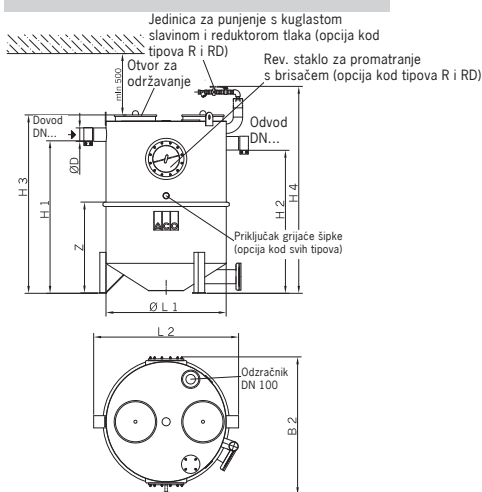 Jedinica za punjenje s kuglastom
slavinom i reduktorom tlaka (opcija kod
tipova R i RD)
Otvor za
održavanje
Rev. staklo za promatranje
s brisačem (opcija kod tipova R i RD)
min 500
Dovod
DN...
Odvod
DN...
ØD
H 3
H 1
Z
H 2
H 4
ACO
Priključak grijaće šipke
(opcija kod svih tipova)
Ø L 1
L 2
Odzračnik
DN 100
B 2